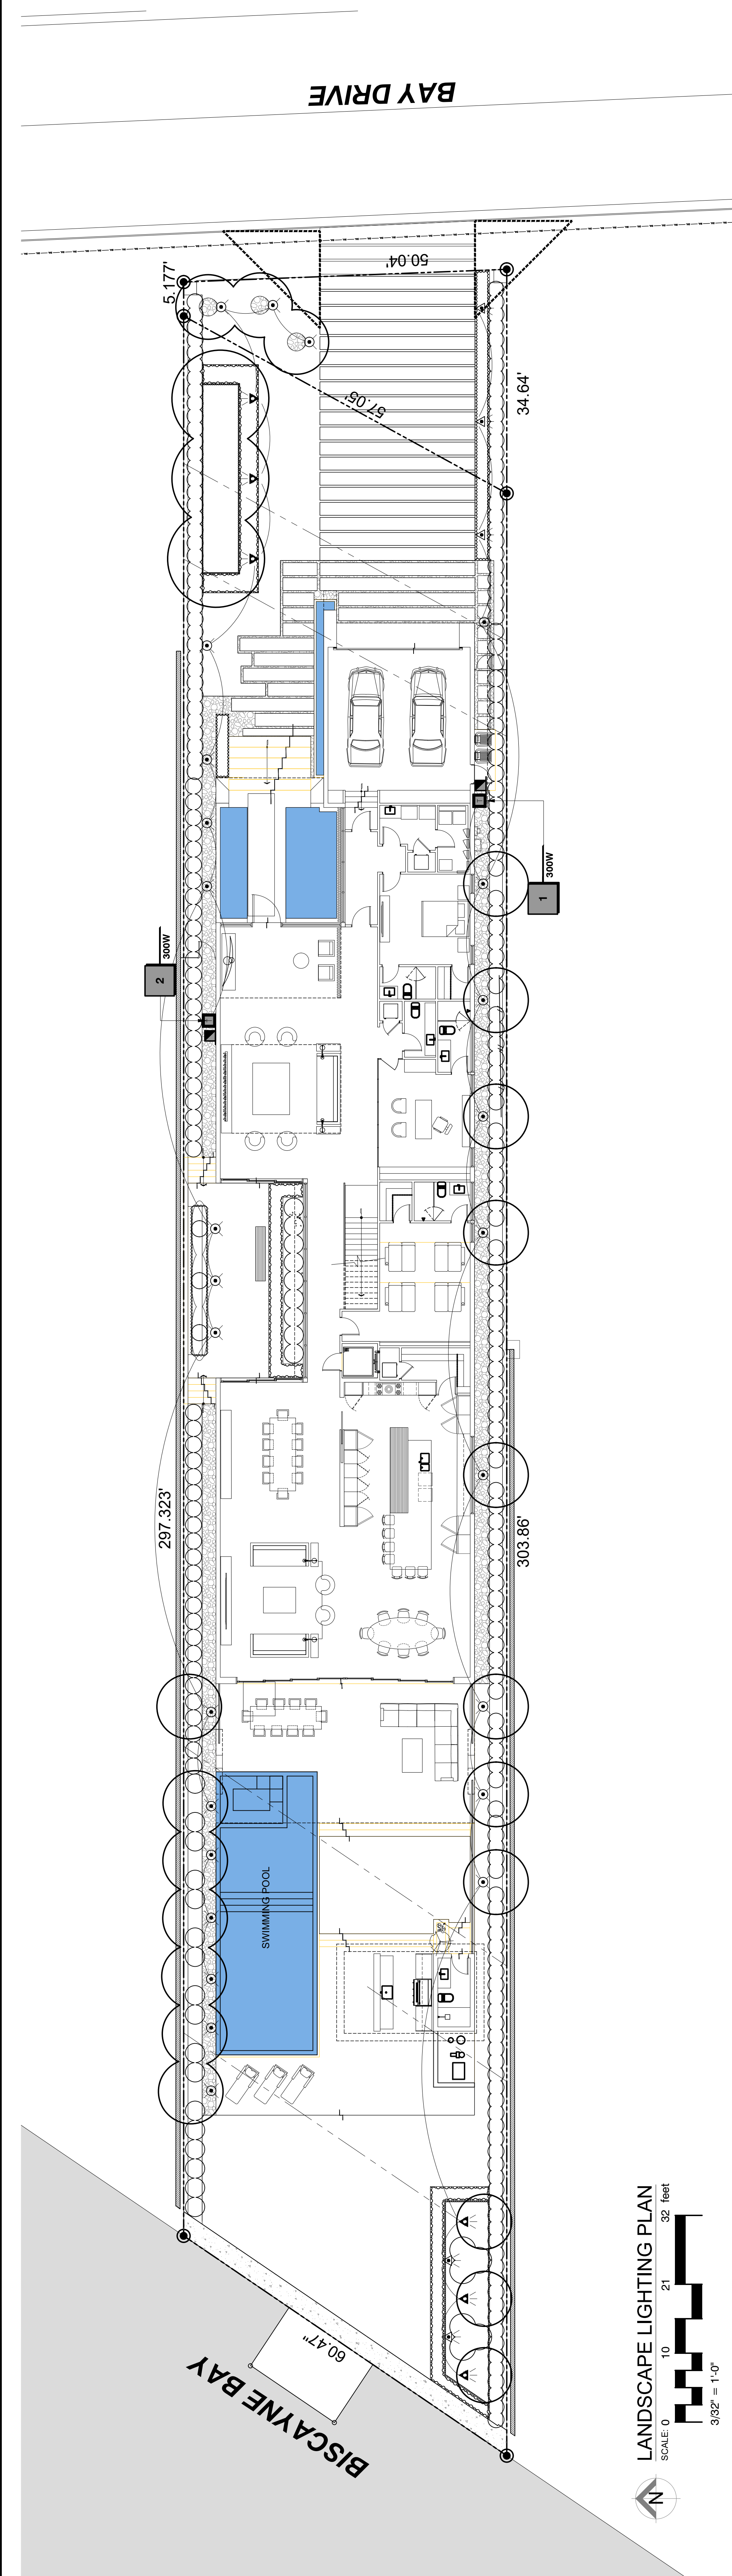 BAY DRIVE
5.177'
50.04'
57.05'
34.64'
1
300W
2
300W
297.323'
303.86'
SWIMMING POOL
60.47"
BISCAYNE BAY
LANDSCAPE LIGHTING PLAN
SCALE: 0 10 21 32 feet
3/32" = 1'-0"
N